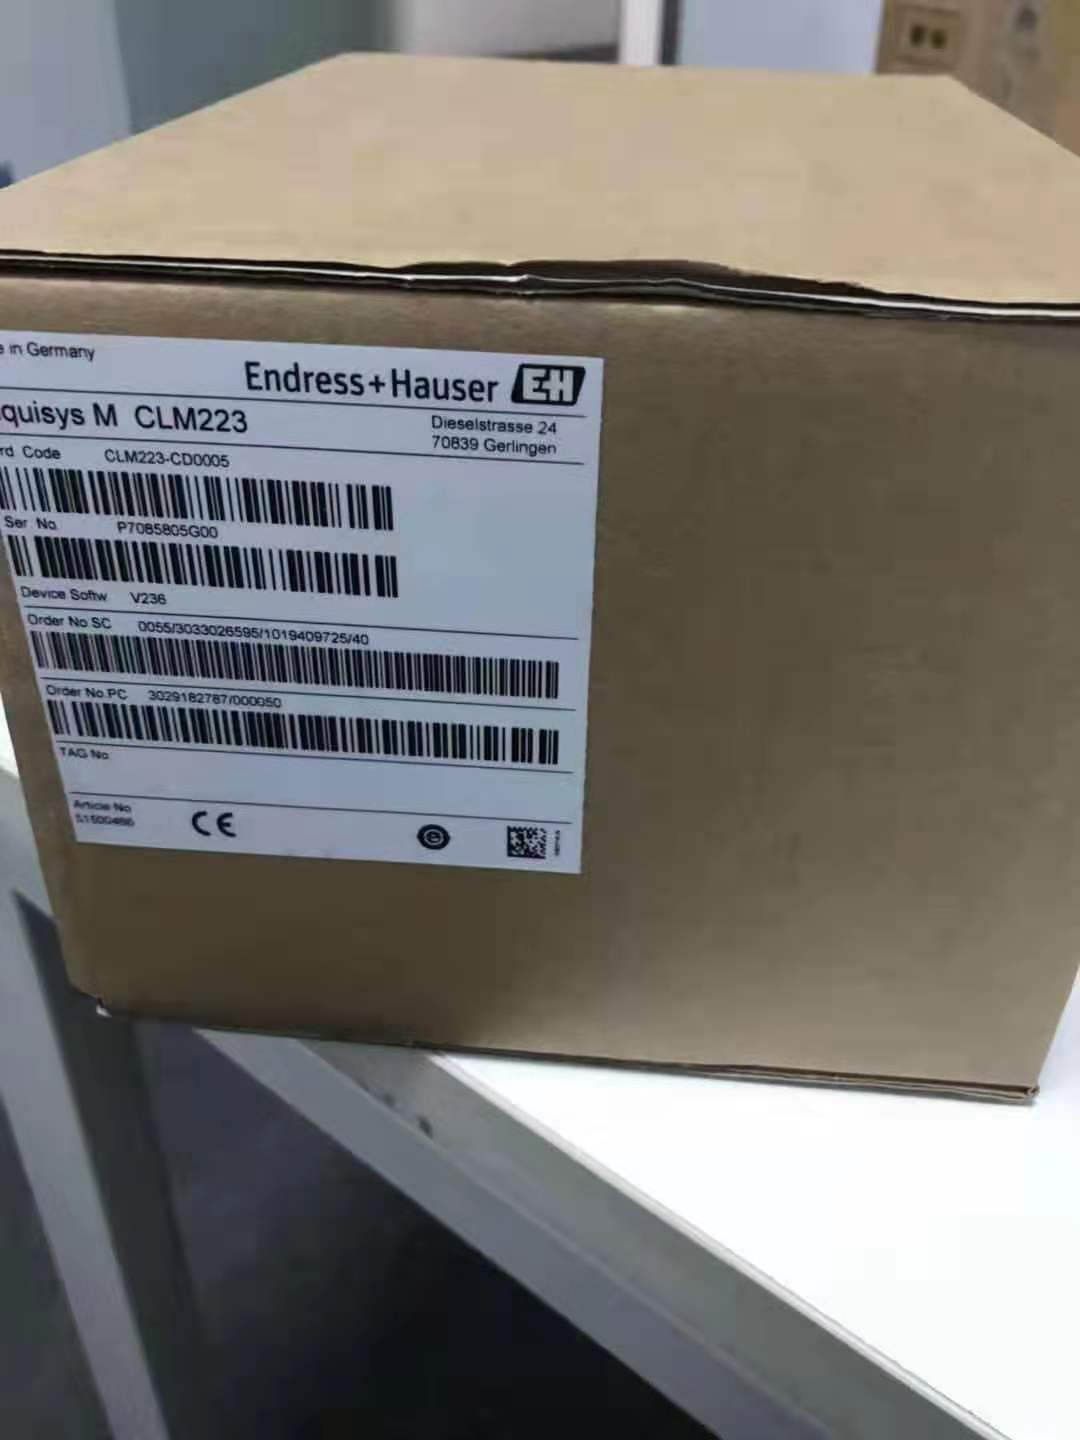 in Germany
Endress+Hauser EH
quisys M CLM223
Dieselstrasse 24
70839 Gerlingen
rd Code CLM223-CD0005
Ser No. P7085805G00
Device Softw V236
Order No.SC 0055/3033026595/1019409725/40
Order No.PC 3029182787/000050
TAG No
Article No
CE